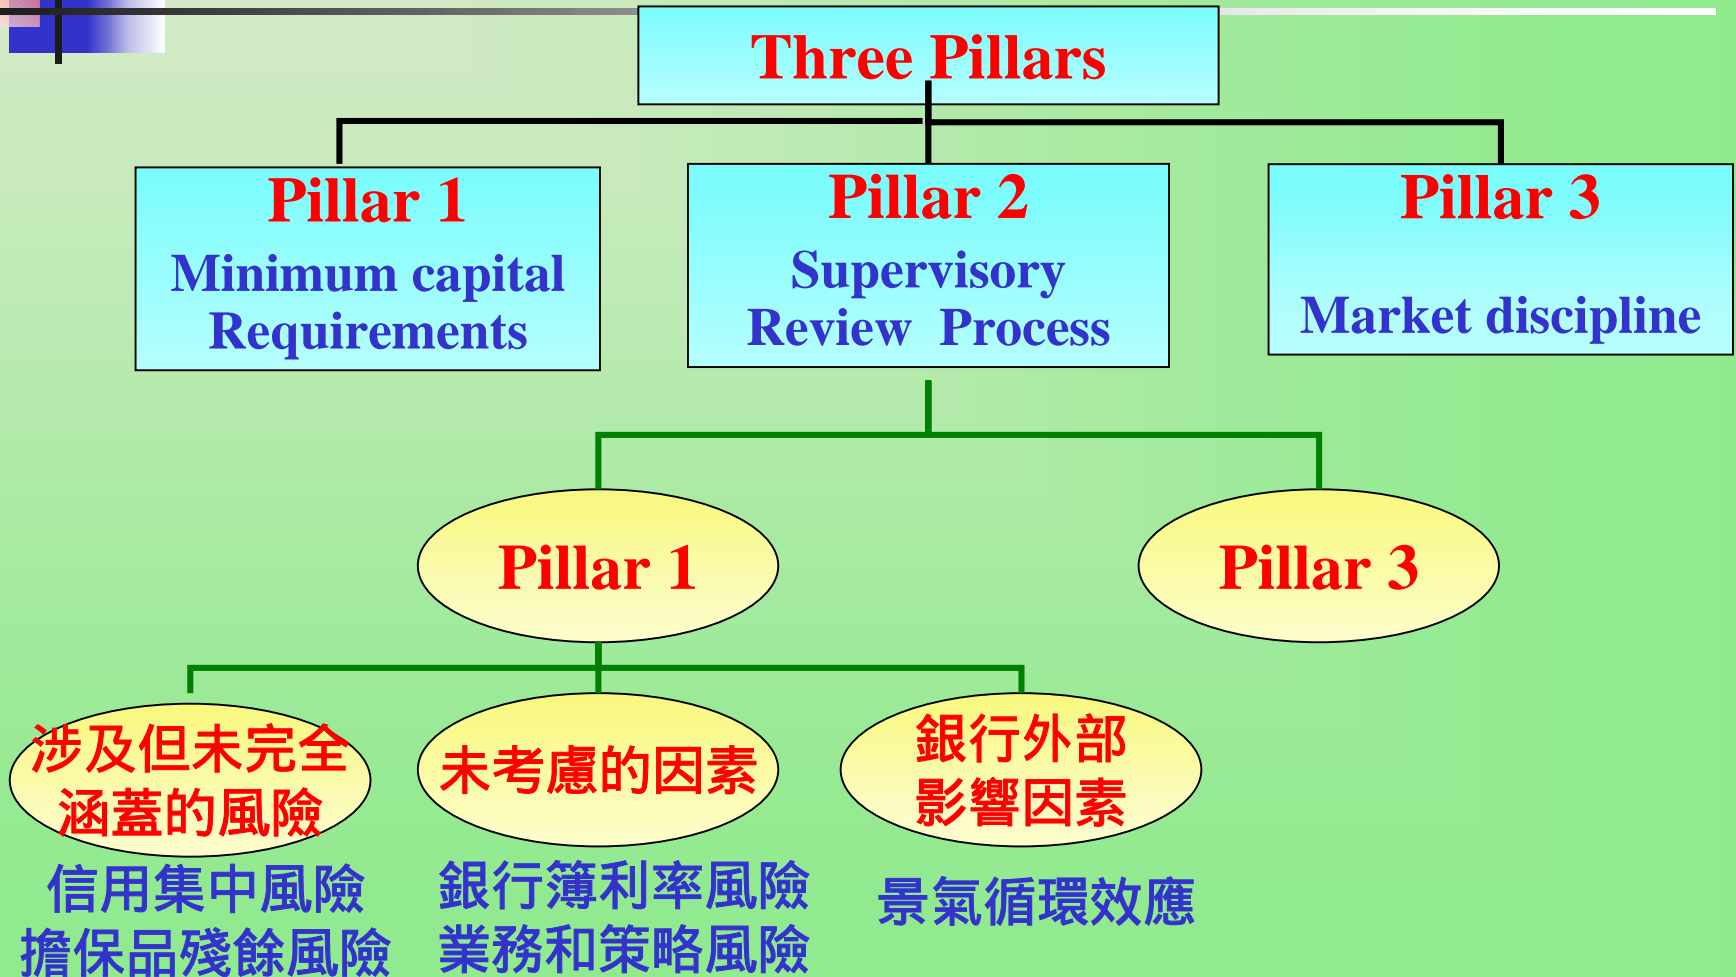 Three Pillars
Pillar 1
Minimum capital
Requirements
Pillar 2
Supervisory
Review Process
Pillar 3
Market discipline
Pillar 1
Pillar 3
涉及但未完全
涵蓋的風險
未考慮的因素
銀行外部
影響因素
信用集中風險
擔保品殘餘風險
銀行簿利率風險
業務和策略風險
景氣循環效應